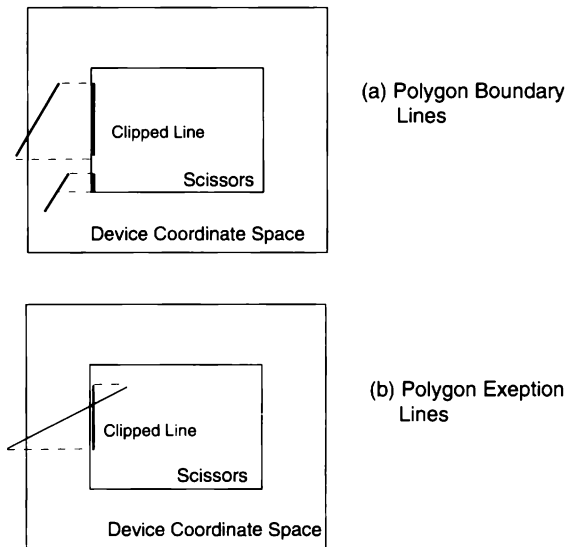 (a) Polygon Boundary
Lines
Clipped Line
Scissors
Device Coordinate Space
(b) Polygon Exeption
Lines
Clipped Line
Scissors
Device Coordinate Space